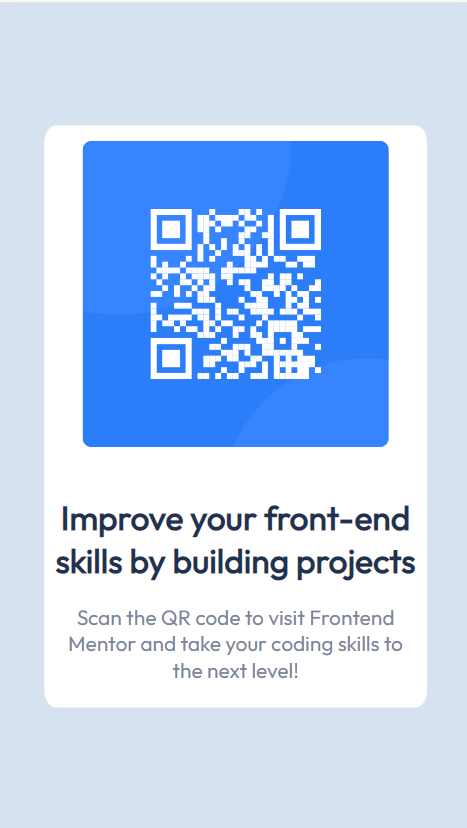 Improve your front-end
skills by building projects
Scan the QR code to visit Frontend
Mentor and take your coding skills to
the next level!